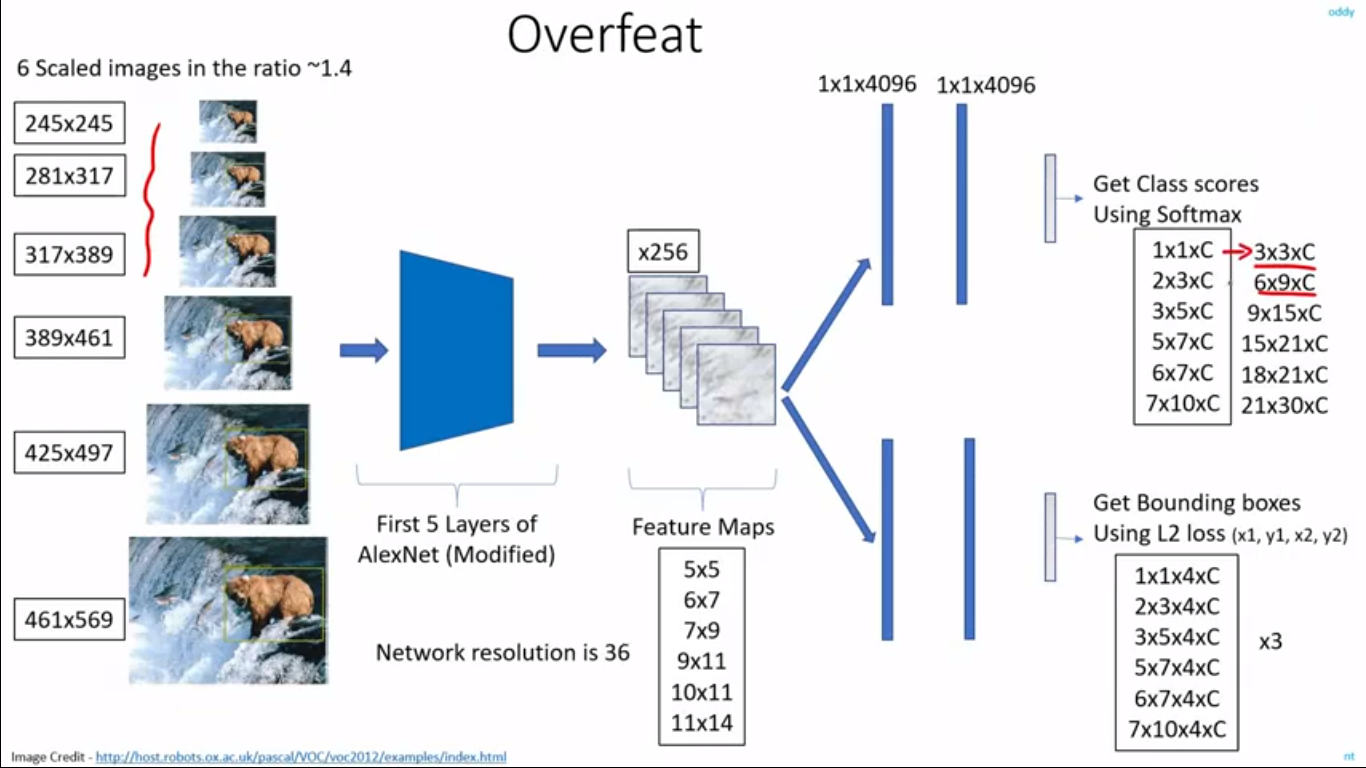 Overfeat
oddy
6 Scaled images in the ratio ~1.4
245x245
281x317
317x389
389x461
425x497
461x569
First 5 Layers of
AlexNet (Modified)
Network resolution is 36
x256
Feature Maps
5x5
6x7
7x9
9x11
10x11
11x14
1x1x4096 1x1x4096
Get Class scores
Using Softmax
1x1xC 3x3xC
2x3xC 6x9xC
3x5xC 9x15xC
5x7xC 15x21xC
6x7xC 18x21xC
7x10xC 21x30xC
Get Bounding boxes
Using L2 loss (x1, y1, x2, y2)
1x1x4xC
2x3x4xC
3x5x4xC
5x7x4xC
6x7x4xC
7x10x4xC
x3
Image Credit - http://host.robots.ox.ac.uk/pascal/VOC/voc2012/examples/index.html
nt